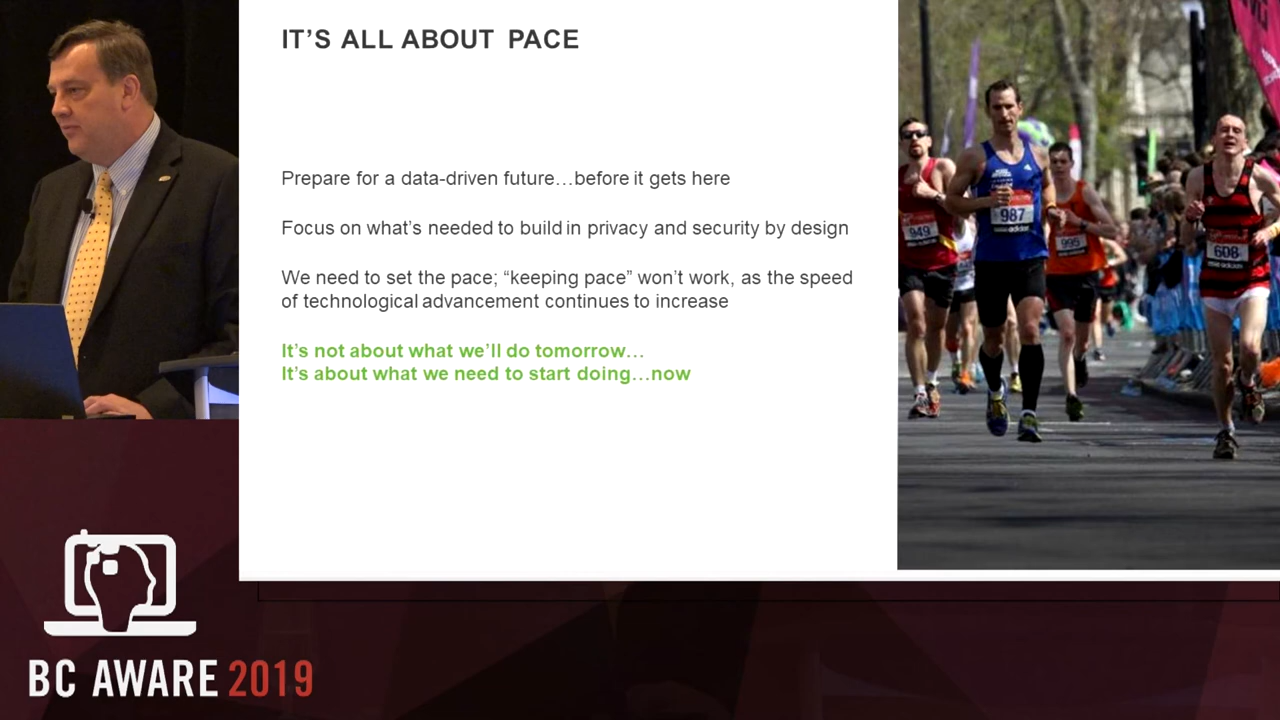 IT’S ALL ABOUT PACE
Prepare for a data-driven future…before it gets here
Focus on what’s needed to build in privacy and security by design
We need to set the pace; “keeping pace” won’t work, as the speed
of technological advancement continues to increase
It’s not about what we’ll do tomorrow…
It’s about what we need to start doing…now
949
987
995
608
BC AWARE 2019